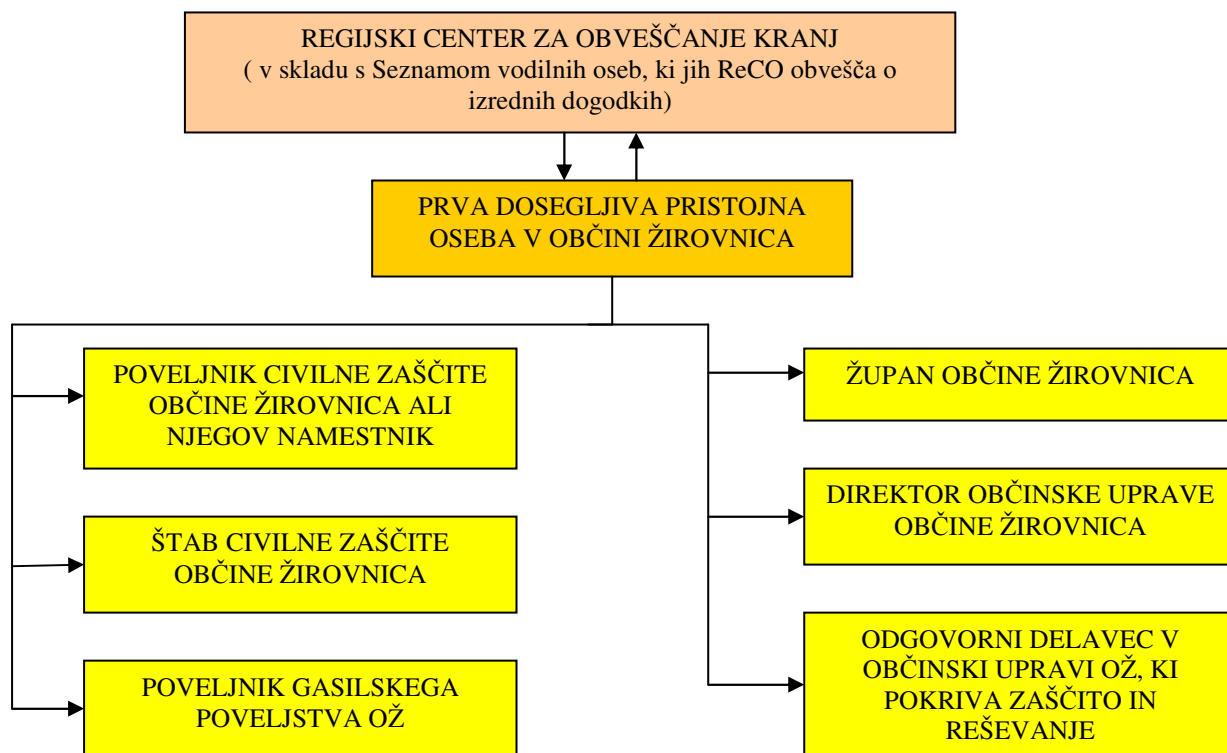 REGIJSKI CENTER ZA OBVEŠČANJE KRANJ
( v skladu s Seznamom vodilnih oseb, ki jih ReCO obvešča o
izrednih dogodkih)
PRVA DOSEGLJIVA PRISTOJNA
OSEBA V OBČINI ŽIROVNICA
POVELJNIK CIVILNE ZAŠČITE
OBČINE ŽIROVNICA ALI
NJEGOV NAMESTNIK
ŠTAB CIVILNE ZAŠČITE
OBČINE ŽIROVNICA
POVELJNIK GASILSKEGA
POVELJSTVA OŽ
ŽUPAN OBČINE ŽIROVNICA
DIREKTOR OBČINSKE UPRAVE
OBČINE ŽIROVNICA
ODGOVORNI DELAVEC V
OBČINSKI UPRAVI OŽ, KI
POKRIVA ZAŠČITO IN
REŠEVANJE